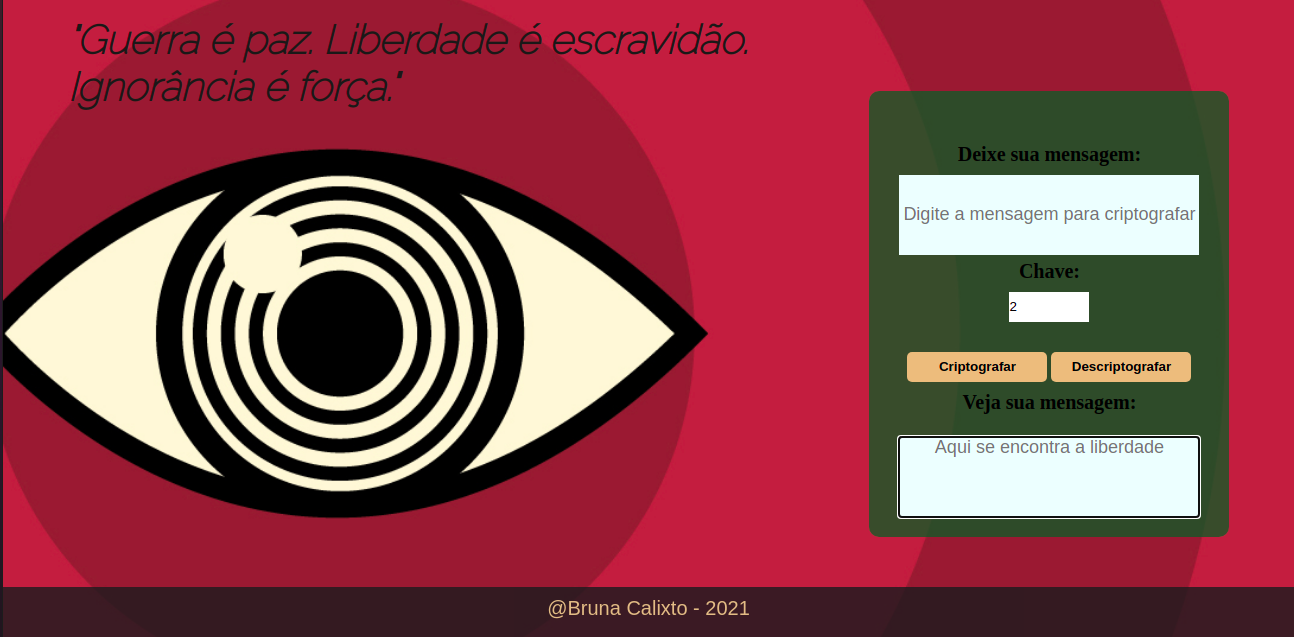 "Guerra é paz. Liberdade é escravidão.
Ignorância é força."
Deixe sua mensagem:
Digite a mensagem para criptografar
Chave:
2
Criptografar Descriptografar
Veja sua mensagem:
Aqui se encontra a liberdade
@Bruna Calixto - 2021